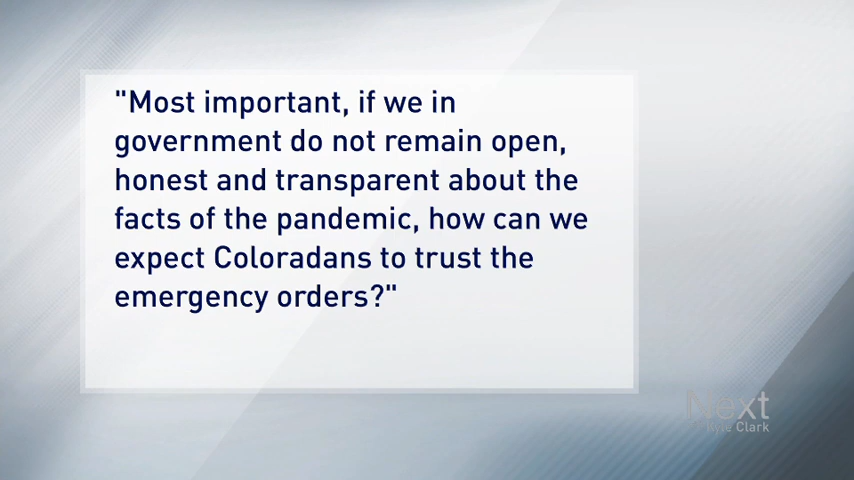 "Most important, if we in
government do not remain open,
honest and transparent about the
facts of the pandemic, how can we
expect Coloradans to trust the
emergency orders?"
Next
Kyle Clark